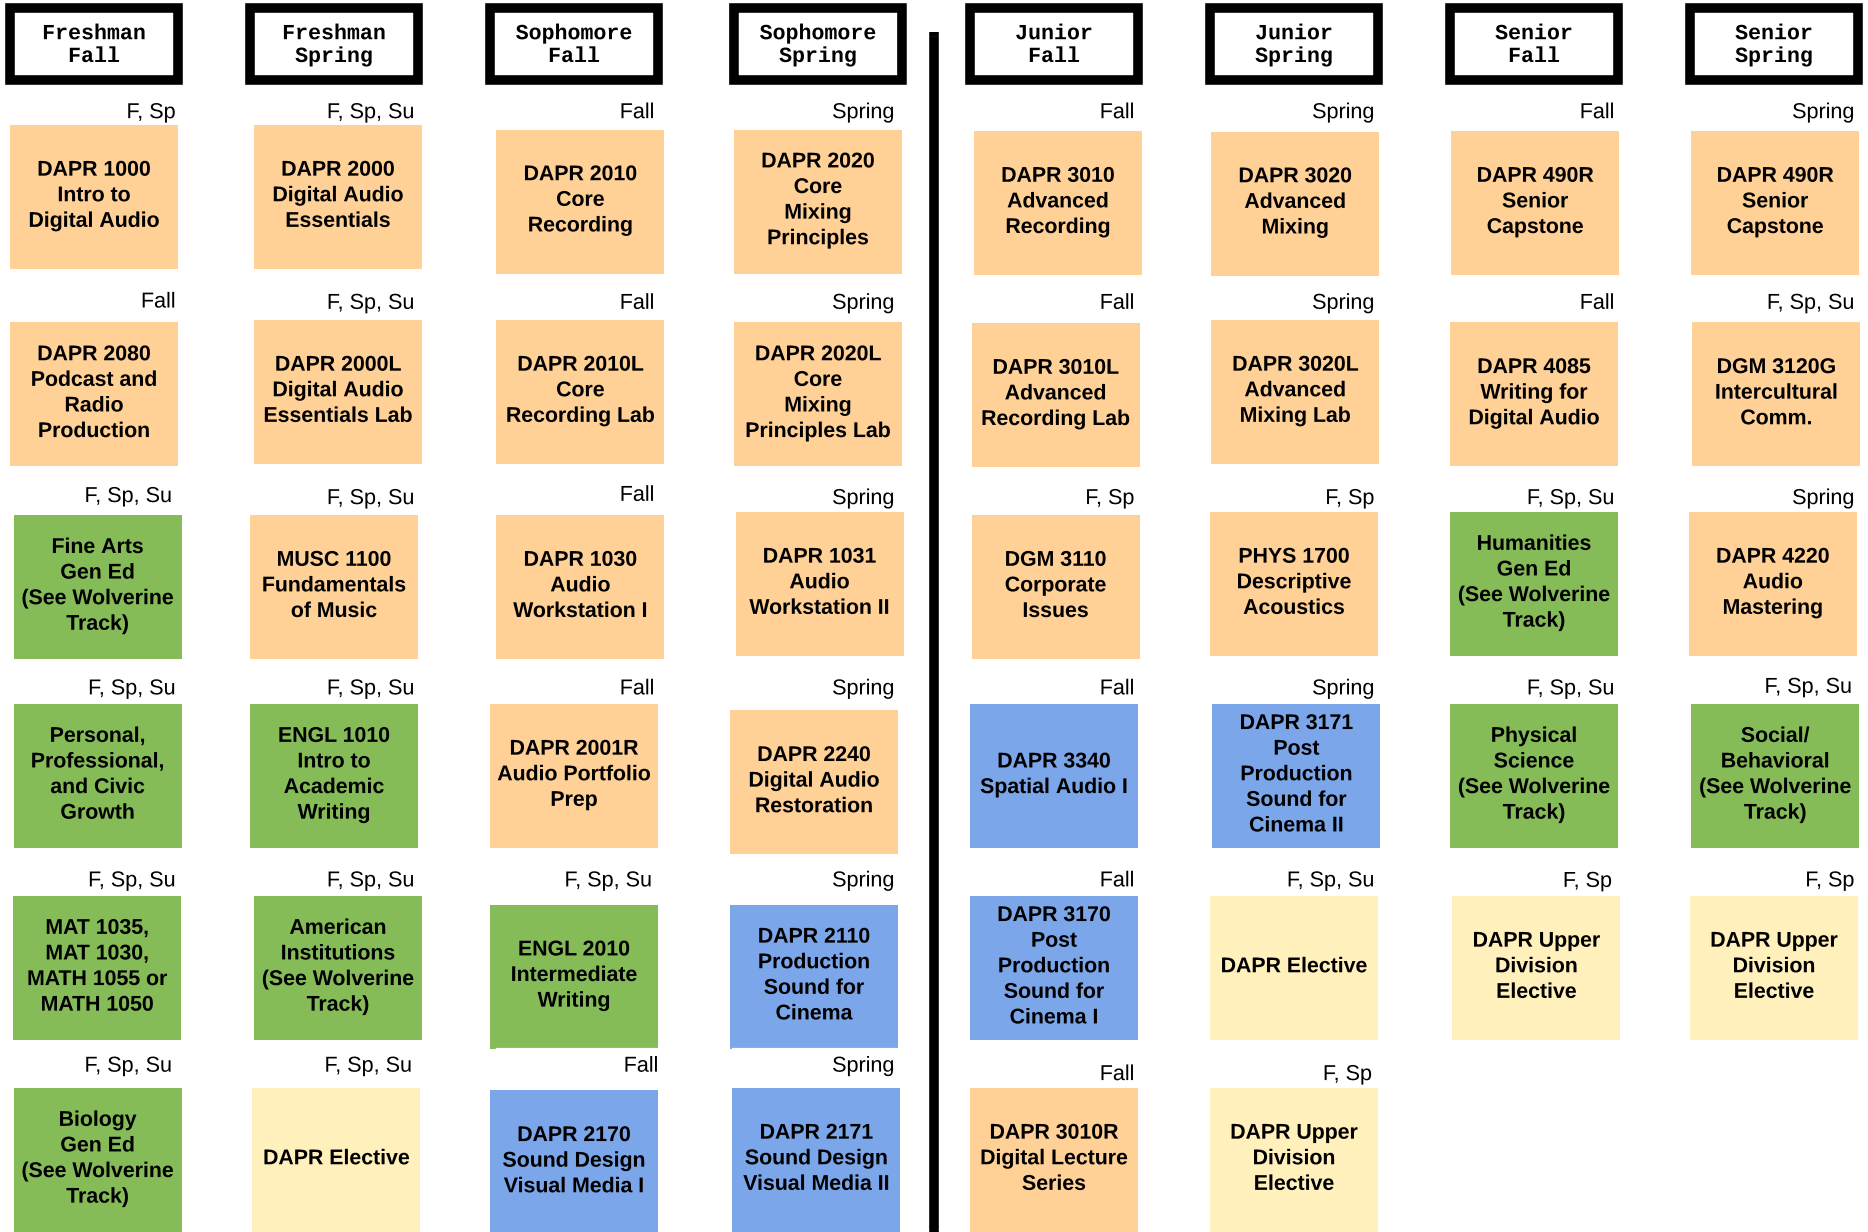 Freshman
Fall
Freshman
Spring
Sophomore
Fall
Sophomore
Spring
Junior
Fall
Junior
Spring
Senior
Fall
Senior
Spring
F, Sp
F, Sp, Su
Fall
Spring
Fall
Spring
Fall
Spring
DAPR 1000
Intro to
Digital Audio
DAPR 2000
Digital Audio
Essentials
DAPR 2010
Core
Recording
DAPR 2020
Core
Mixing
Principles
DAPR 3010
Advanced
Recording
DAPR 3020
Advanced
Mixing
DAPR 490R
Senior
Capstone
DAPR 490R
Senior
Capstone
Fall
F, Sp, Su
Fall
Spring
Fall
Spring
Fall
F, Sp, Su
DAPR 2080
Podcast and
Radio
Production
DAPR 2000L
Digital Audio
Essentials Lab
DAPR 2010L
Core
Recording Lab
DAPR 2020L
Core
Mixing
Principles Lab
DAPR 3010L
Advanced
Recording Lab
DAPR 3020L
Advanced
Mixing Lab
DAPR 4085
Writing for
Digital Audio
DGM 3120G
Intercultural
Comm.
F, Sp, Su
F, Sp, Su
Fall
Spring
F, Sp
F, Sp
F, Sp, Su
Spring
Fine Arts
Gen Ed
(See Wolverine
Track)
MUSC 1100
Fundamentals
of Music
DAPR 1030
Audio
Workstation I
DAPR 1031
Audio
Workstation II
DGM 3110
Corporate
Issues
PHYS 1700
Descriptive
Acoustics
Humanities
Gen Ed
(See Wolverine
Track)
DAPR 4220
Audio
Mastering
F, Sp, Su
F, Sp, Su
Fall
Spring
Fall
Spring
F, Sp, Su
F, Sp, Su
Personal,
Professional,
and Civic
Growth
ENGL 1010
Intro to
Academic
Writing
DAPR 2001R
Audio Portfolio
Prep
DAPR 2240
Digital Audio
Restoration
DAPR 3340
Spatial Audio I
DAPR 3171
Post
Production
Sound for
Cinema II
Physical
Science
(See Wolverine
Track)
Social/
Behavioral
(See Wolverine
Track)
F, Sp, Su
F, Sp, Su
F, Sp, Su
Spring
Fall
F, Sp, Su
F, Sp
F, Sp
MAT 1035,
MAT 1030,
MATH 1055 or
MATH 1050
American
Institutions
(See Wolverine
Track)
ENGL 2010
Intermediate
Writing
DAPR 2110
Production
Sound for
Cinema
DAPR 3170
Post
Production
Sound for
Cinema I
DAPR Elective
DAPR Upper
Division
Elective
DAPR Upper
Division
Elective
F, Sp, Su
F, Sp, Su
Fall
Spring
Fall
F, Sp
Biology
Gen Ed
(See Wolverine
Track)
DAPR Elective
DAPR 2170
Sound Design
Visual Media I
DAPR 2171
Sound Design
Visual Media II
DAPR 3010R
Digital Lecture
Series
DAPR Upper
Division
Elective